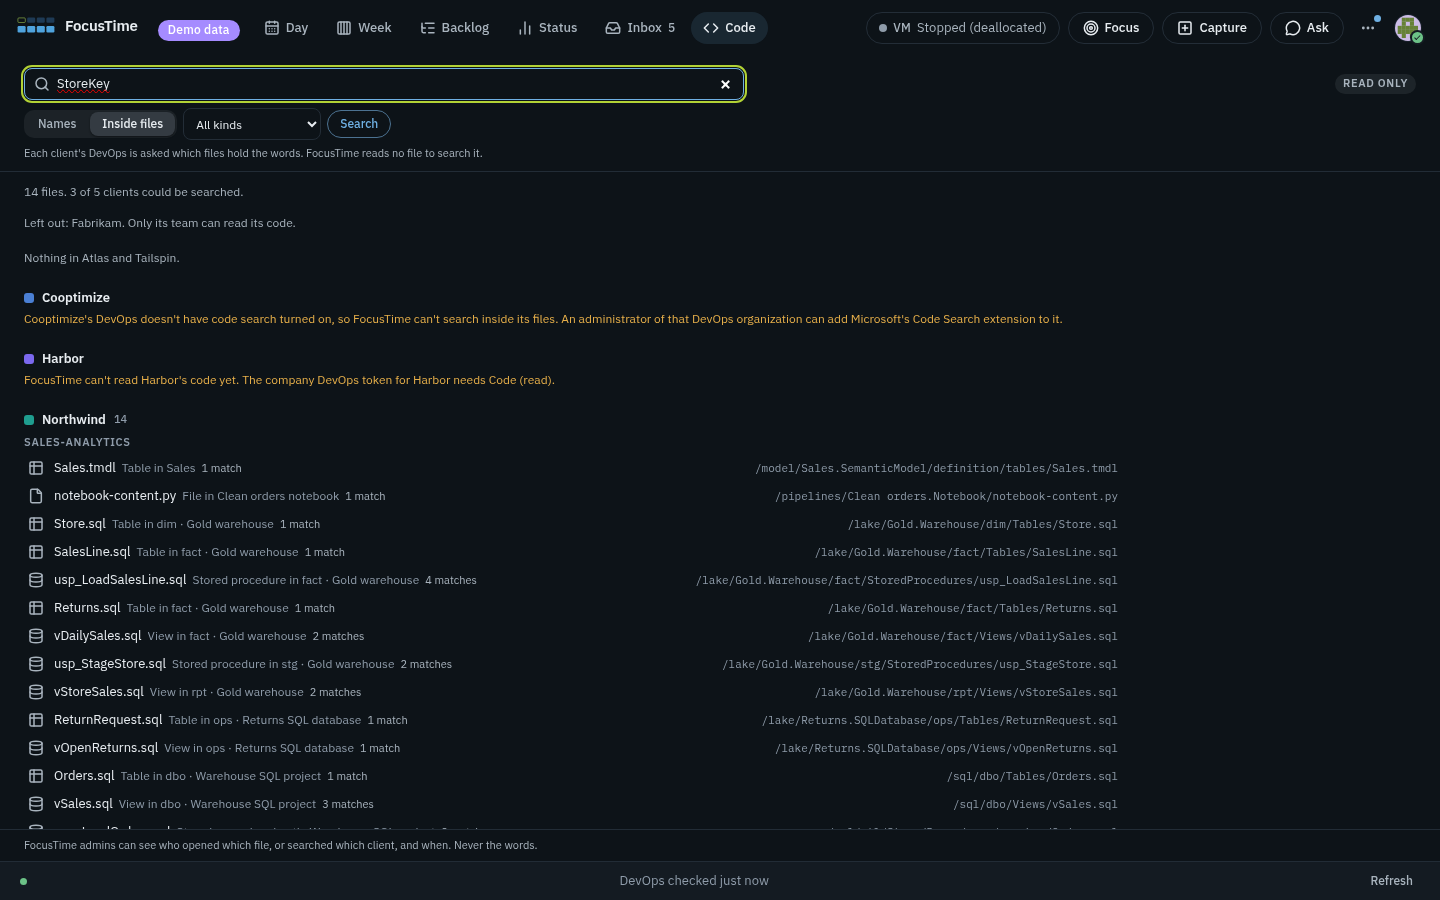 FocusTime
Demo data
Day
Week
Backlog
Status
Inbox 5
Code
VM Stopped (deallocated)
Focus
Capture
Ask
StoreKey
READ ONLY
Names
Inside files
All kinds
Search
Each client's DevOps is asked which files hold the words. FocusTime reads no file to search it.
14 files. 3 of 5 clients could be searched.
Left out: Fabrikam. Only its team can read its code.
Nothing in Atlas and Tailspin.
Cooptimize
Cooptimize's DevOps doesn't have code search turned on, so FocusTime can't search inside its files. An administrator of that DevOps organization can add Microsoft's Code Search extension to it.
Harbor
FocusTime can't read Harbor's code yet. The company DevOps token for Harbor needs Code (read).
Northwind 14
SALES-ANALYTICS
Sales.tmdl Table in Sales 1 match /model/Sales.SemanticModel/definition/tables/Sales.tmdl
notebook-content.py File in Clean orders notebook 1 match /pipelines/Clean orders.Notebook/notebook-content.py
Store.sql Table in dim · Gold warehouse 1 match /lake/Gold.Warehouse/dim/Tables/Store.sql
SalesLine.sql Table in fact · Gold warehouse 1 match /lake/Gold.Warehouse/fact/Tables/SalesLine.sql
usp_LoadSalesLine.sql Stored procedure in fact · Gold warehouse 4 matches /lake/Gold.Warehouse/fact/StoredProcedures/usp_LoadSalesLine.sql
Returns.sql Table in fact · Gold warehouse 1 match /lake/Gold.Warehouse/fact/Tables/Returns.sql
vDailySales.sql View in fact · Gold warehouse 2 matches /lake/Gold.Warehouse/fact/Views/vDailySales.sql
usp_StageStore.sql Stored procedure in stg · Gold warehouse 2 matches /lake/Gold.Warehouse/stg/StoredProcedures/usp_StageStore.sql
vStoreSales.sql View in rpt · Gold warehouse 2 matches /lake/Gold.Warehouse/rpt/Views/vStoreSales.sql
ReturnRequest.sql Table in ops · Returns SQL database 1 match /lake/Returns.SQLDatabase/ops/Tables/ReturnRequest.sql
vOpenReturns.sql View in ops · Returns SQL database 1 match /lake/Returns.SQLDatabase/ops/Views/vOpenReturns.sql
Orders.sql Table in dbo · Warehouse SQL project 1 match /sql/dbo/Tables/Orders.sql
vSales.sql View in dbo · Warehouse SQL project 3 matches /sql/dbo/Views/vSales.sql
FocusTime admins can see who opened which file, or searched which client, and when. Never the words.
DevOps checked just now
Refresh